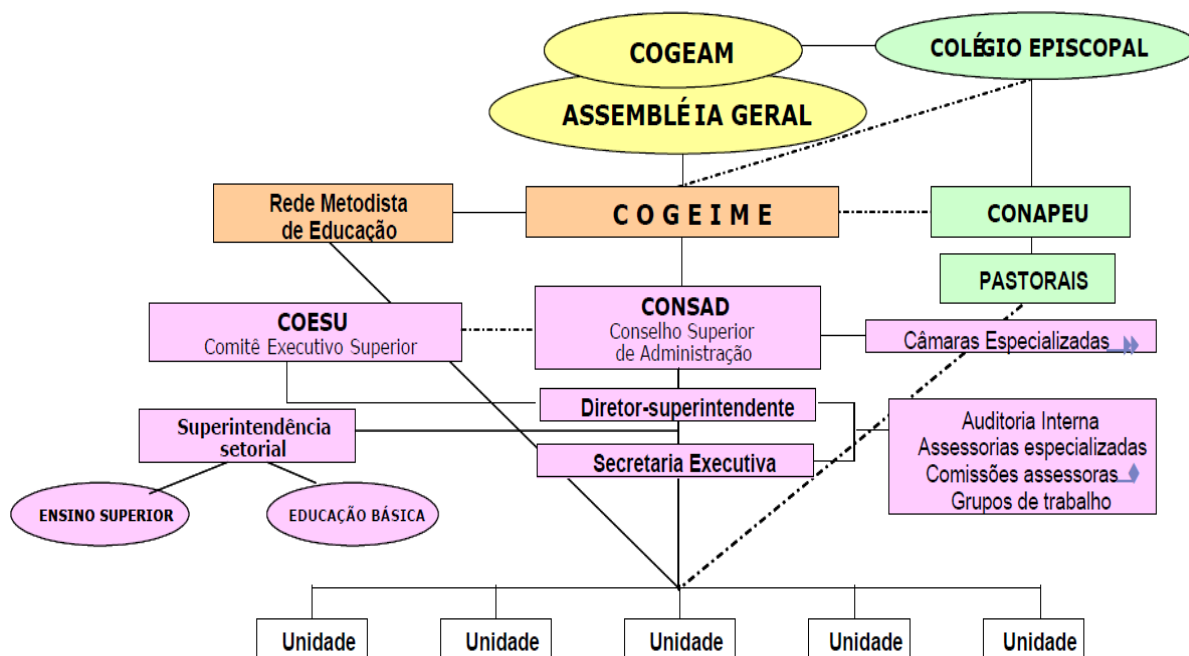 COGEAM
COLÉGIO EPISCOPAL
ASSEMBLÉIA GERAL
Rede Metodista
de Educação
COGEIME
CONAPEU
PASTORAIS
COESU
Comitê Executivo Superior
CONSAD
Conselho Superior
de Administração
Câmaras Especializadas
Diretor-superintendente
Superintendência
setorial
Secretaria Executiva
Auditoria Interna
Assessorias especializadas
Comissões assessoras
Grupos de trabalho
ENSINO SUPERIOR
EDUCAÇÃO BÁSICA
Unidade
Unidade
Unidade
Unidade
Unidade